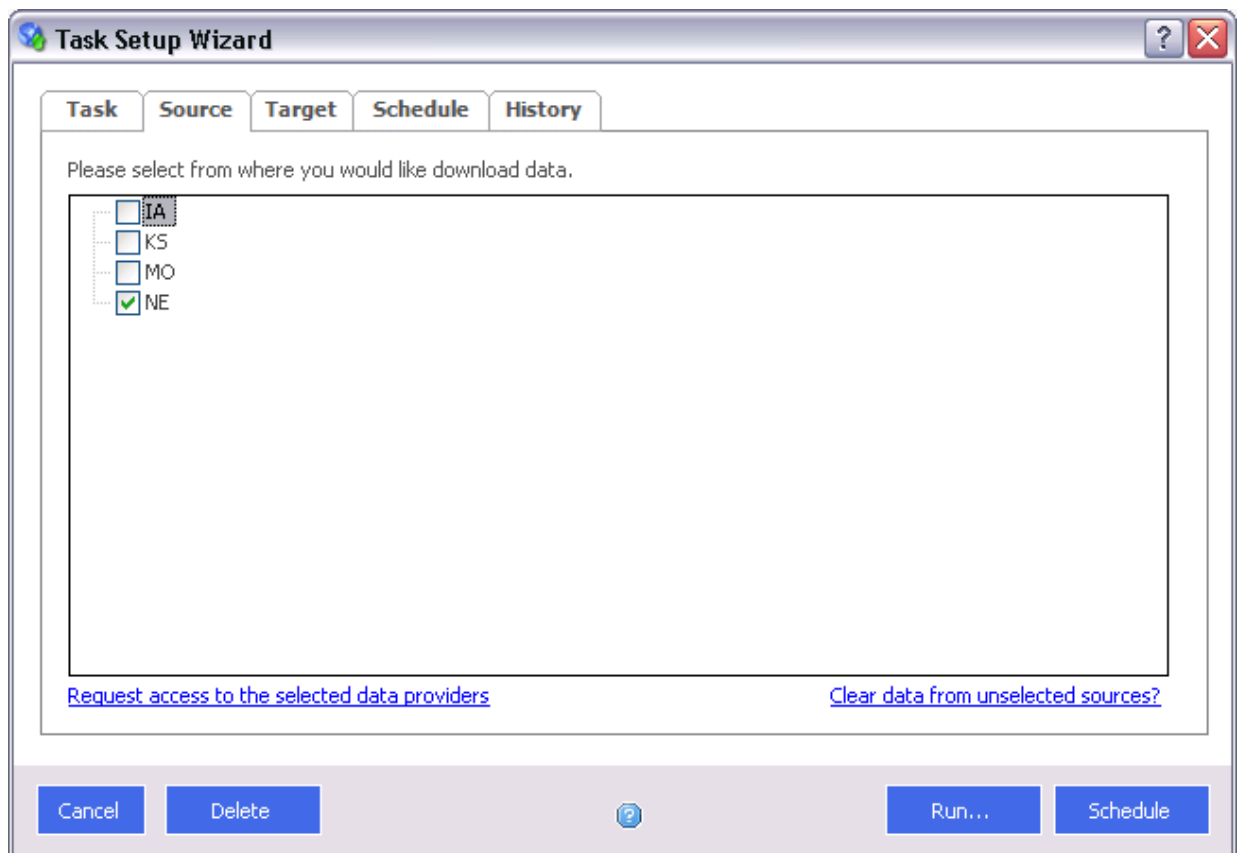 Task Setup Wizard
Task Source Target Schedule History
Please select from where you would like download data.
IA
KS
MO
NE
Request access to the selected data providers Clear data from unselected sources?
Cancel Delete ? Run... Schedule